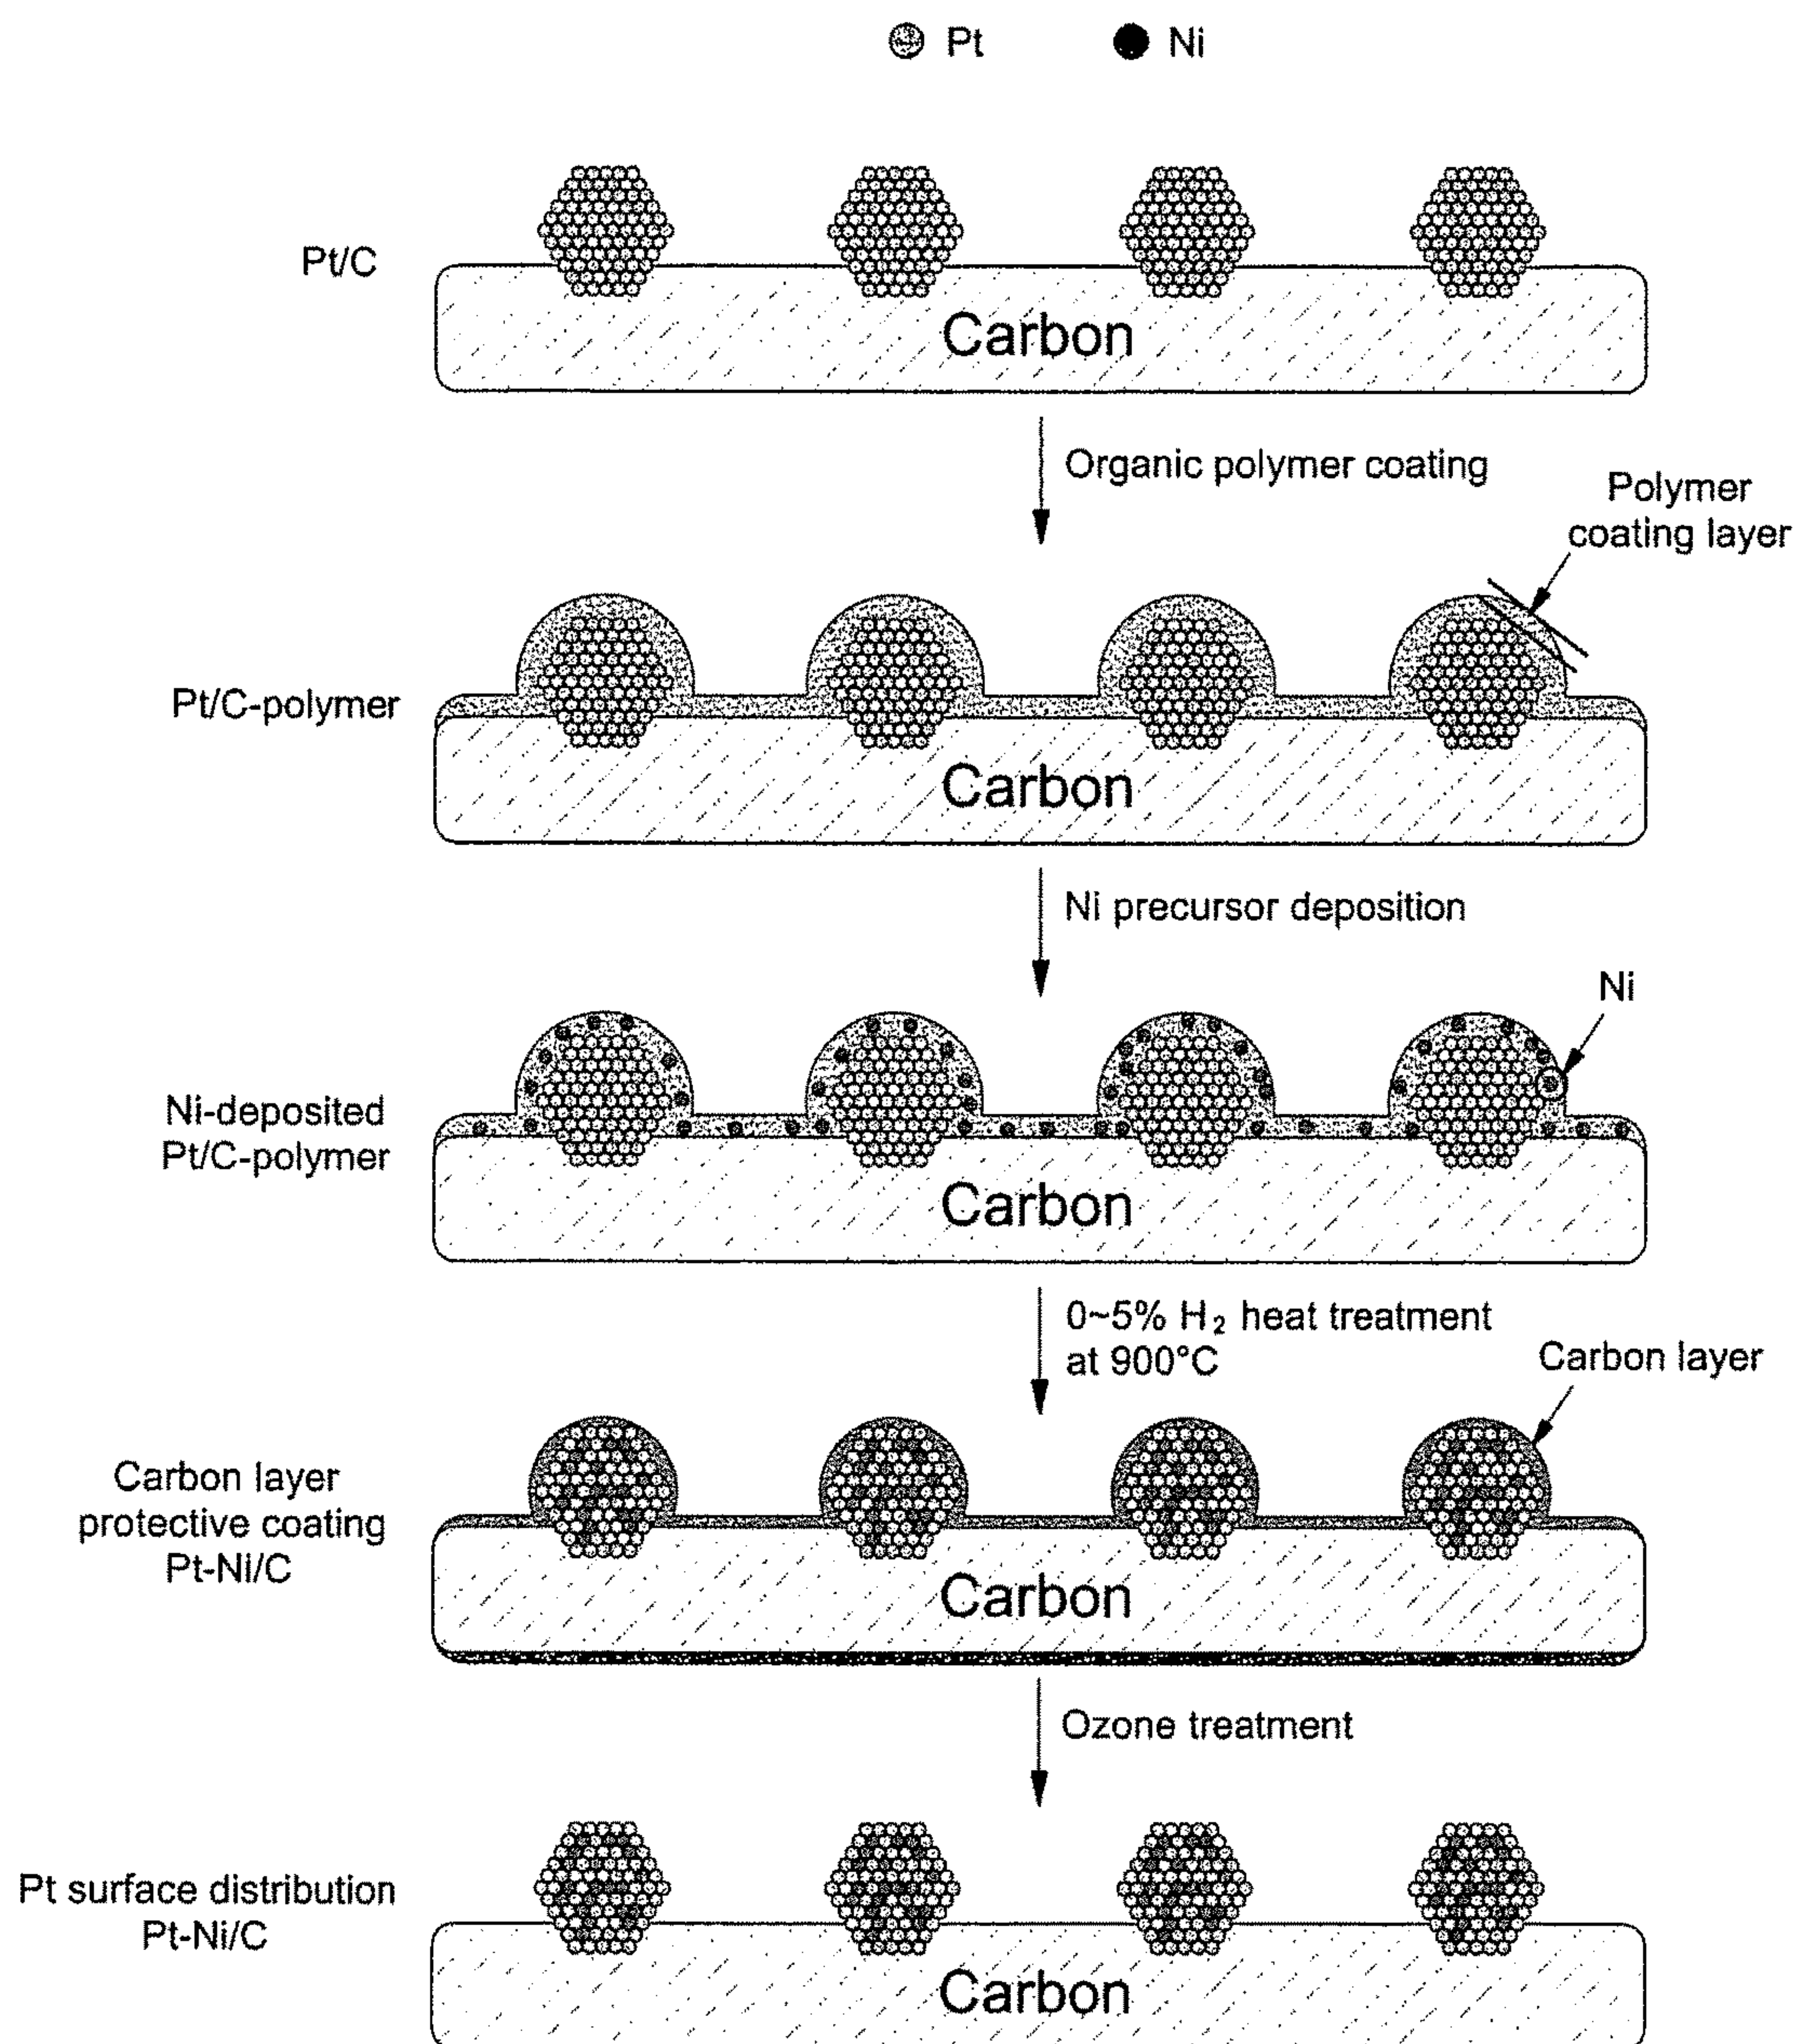 Pt Ni
Pt/C
Carbon
Organic polymer coating
Polymer
coating layer
Pt/C-polymer
Carbon
Ni precursor deposition
Ni
Ni-deposited
Pt/C-polymer
Carbon
0~5% H₂ heat treatment
at 900°C
Carbon layer
Carbon layer
protective coating
Pt-Ni/C
Carbon
Ozone treatment
Pt surface distribution
Pt-Ni/C
Carbon